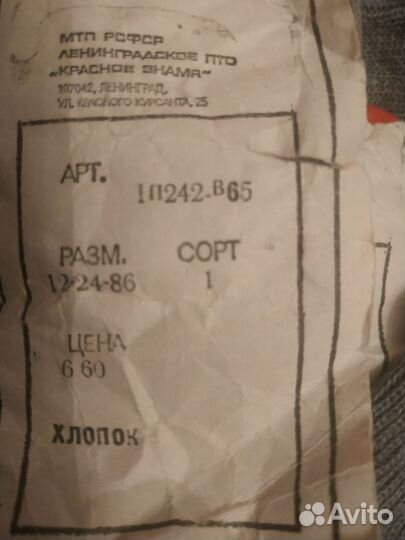 МТП РСФСР
ЛЕНИНГРАДСКОЕ ПТО
„КРАСНОЕ ЗНАМЯ"
197042, ЛЕНИНГРАД,
УЛ. КРАСНОГО КУРСАНТА, 25
АРТ.
1П242-В65
РАЗМ. СОРТ
12-24-86 1
ЦЕНА
6 60
ХЛОПОК
Avito